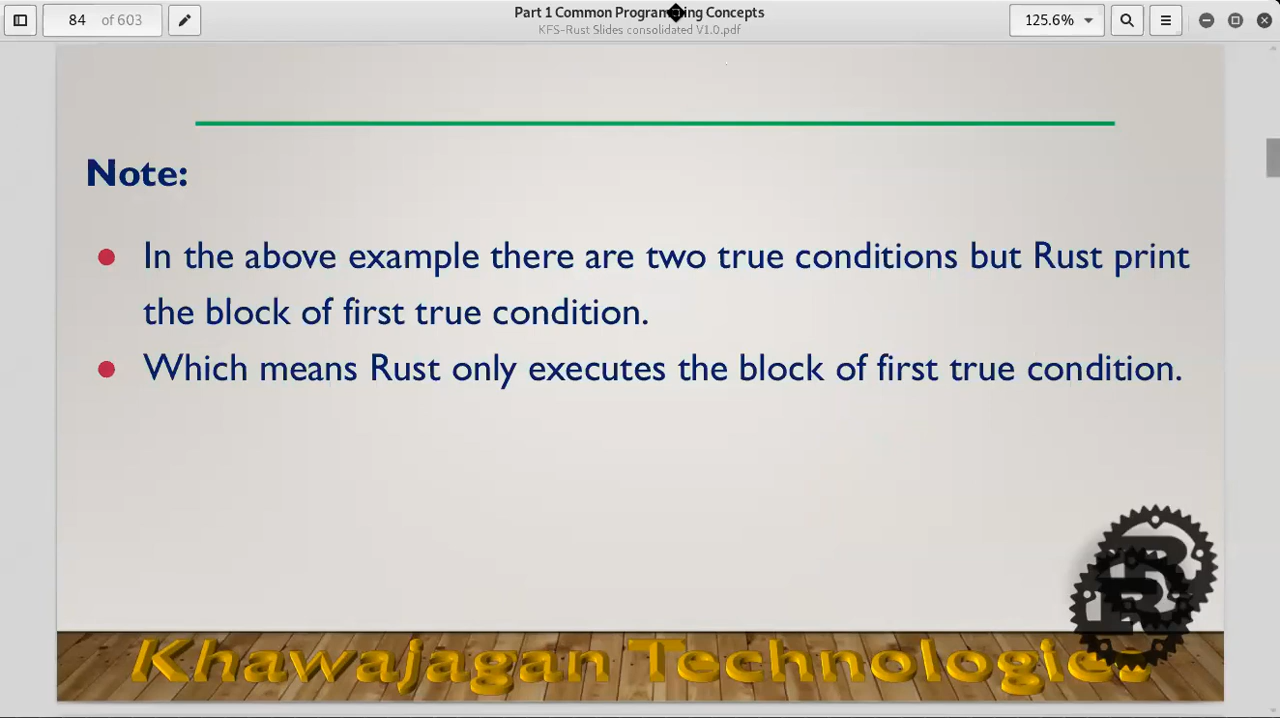 84 of 603
Part 1 Common Programming Concepts
KFS-Rust Slides consolidated V1.0.pdf
125.6%
Note:
In the above example there are two true conditions but Rust print
the block of first true condition.
Which means Rust only executes the block of first true condition.
R
R
Khawajagan Technologies